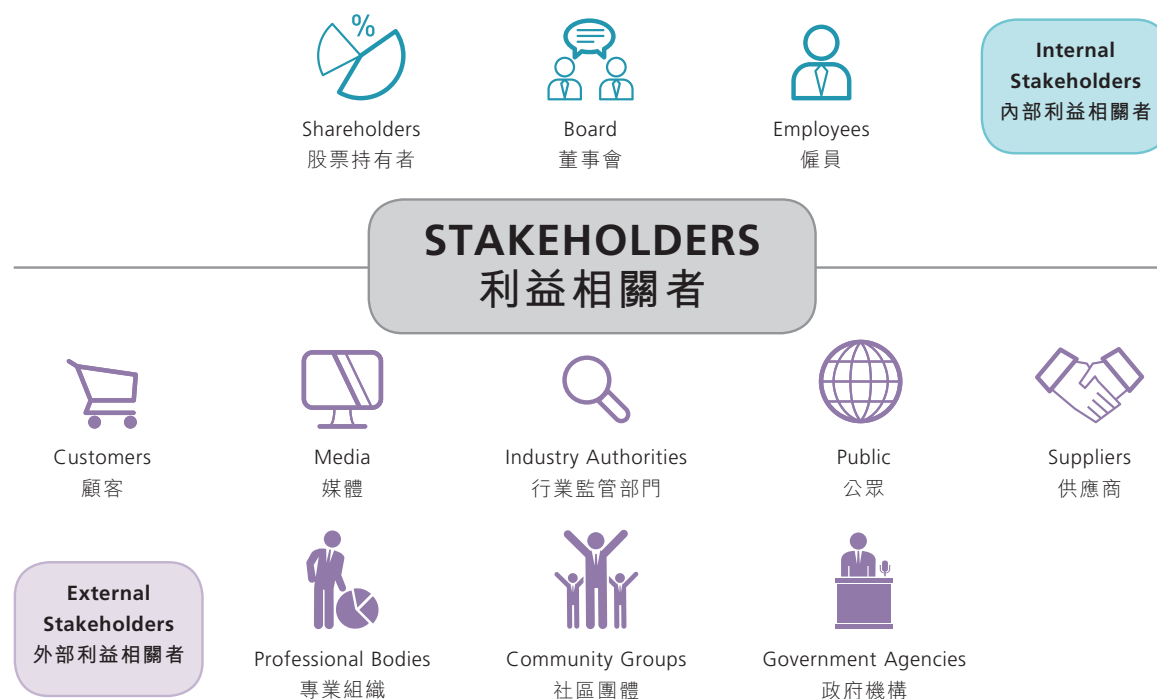 %
Shareholders
股票持有者
Board
董事會
Employees
僱員
Internal
Stakeholders
內部利益相關者
STAKEHOLDERS
利益相關者
Customers
顧客
Media
媒體
Industry Authorities
行業監管部門
Public
公眾
Suppliers
供應商
External
Stakeholders
外部利益相關者
Professional Bodies
專業組織
Community Groups
社區團體
Government Agencies
政府機構